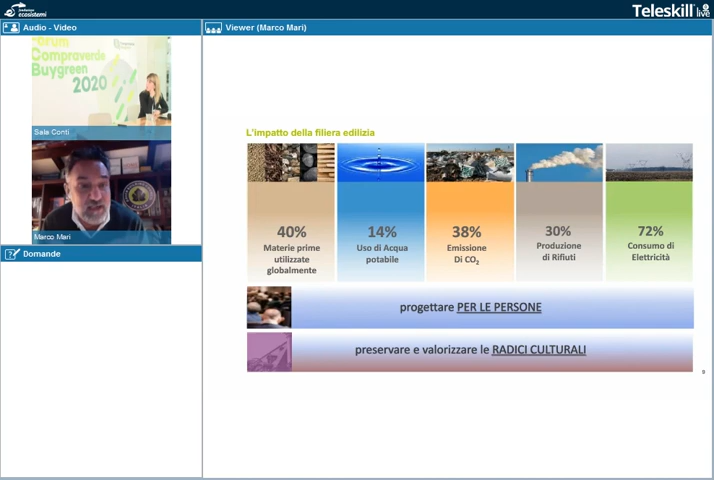 ecosistemi
Teleskill live
Audio - Video
Viewer (Marco Mari)
Forum
Compraverde
Buygreen
2020
Sala Conti
Marco Mari
Domande
L'impatto della filiera edilizia
40%
Materie prime
utilizzate
globalmente
14%
Uso di Acqua
potabile
38%
Emissione
Di CO₂
30%
Produzione
di Rifiuti
72%
Consumo di
Elettricità
progettare PER LE PERSONE
preservare e valorizzare le RADICI CULTURALI